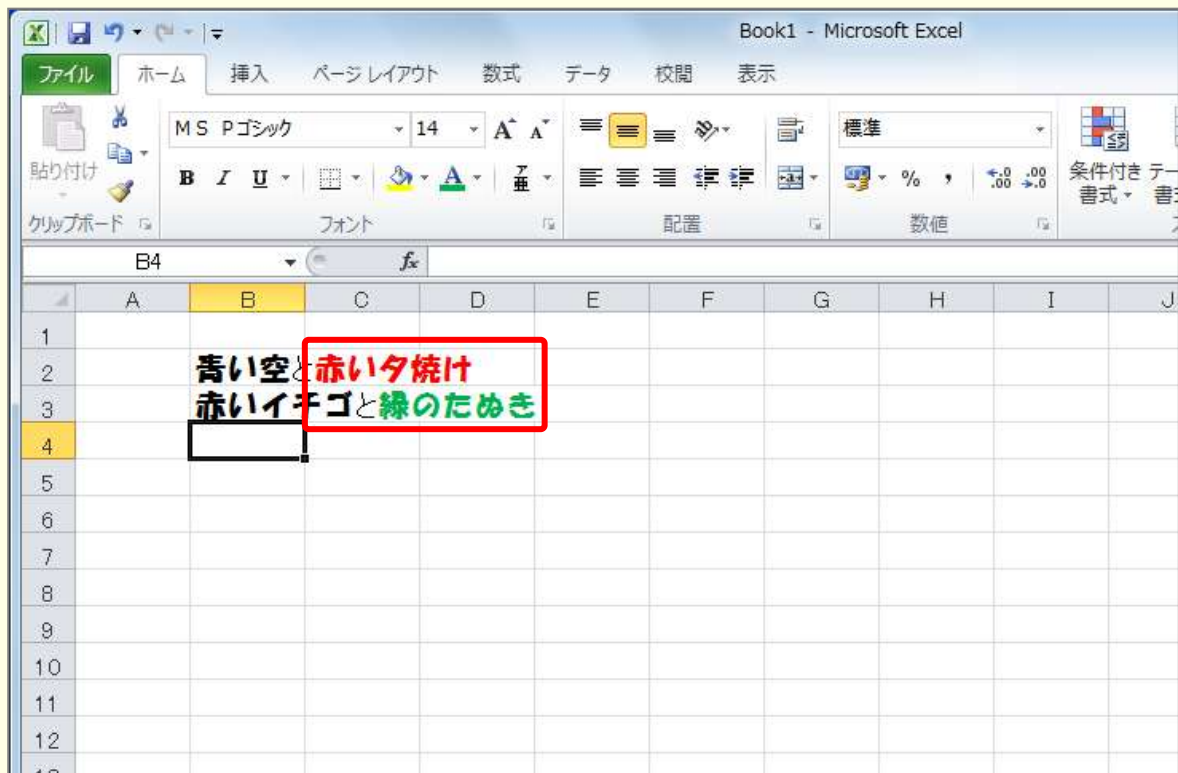 Book1 - Microsoft Excel
ファイル ホーム 挿入 ページ レイアウト 数式 データ 校閲 表示
ＭＳ Ｐゴシック 14 標準
貼り付け 条件付き書式
クリップボード フォント 配置 数値
B4 fx
A B C D E F G H I J
1
2 青い空と赤い夕焼け
3 赤いイチゴと緑のたぬき
4
5
6
7
8
9
10
11
12